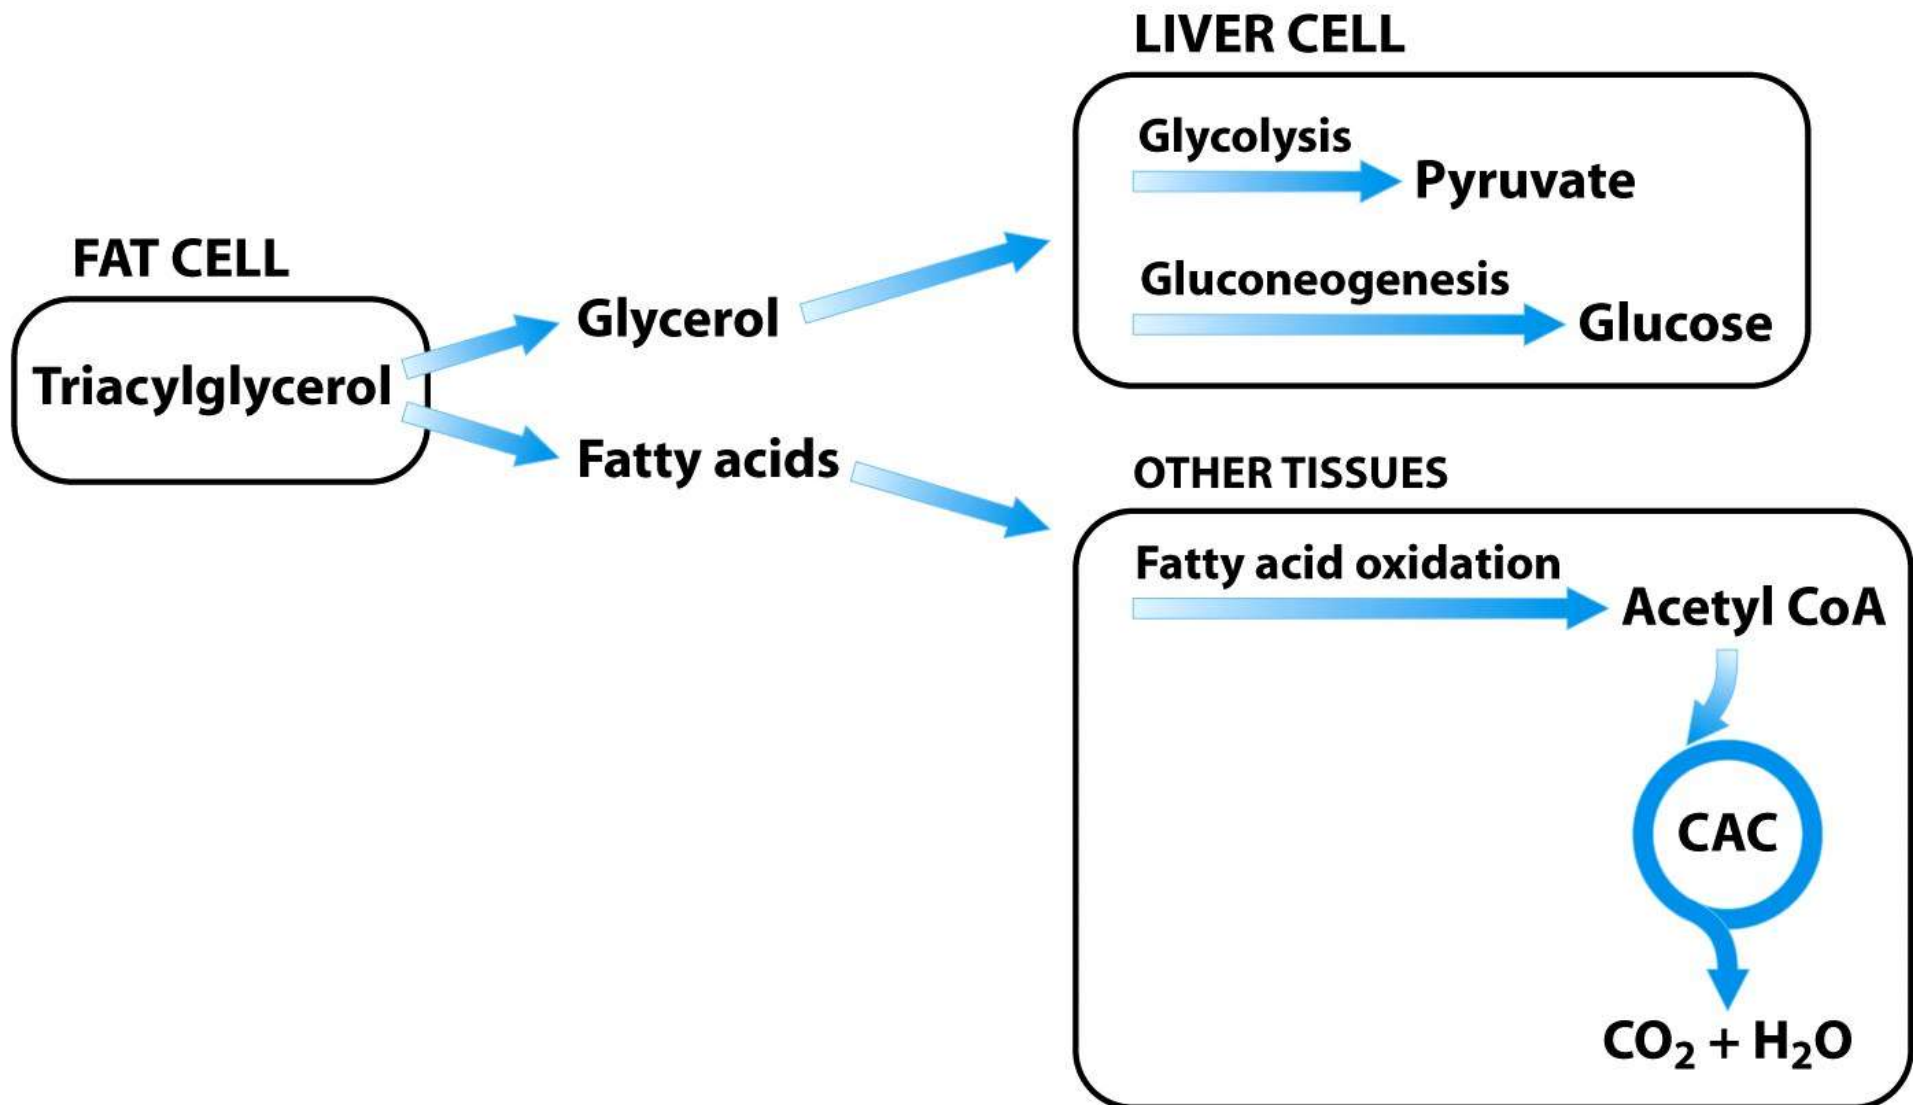 LIVER CELL
Glycolysis
Pyruvate
Gluconeogenesis
Glucose
FAT CELL
Triacylglycerol
Glycerol
Fatty acids
OTHER TISSUES
Fatty acid oxidation
Acetyl CoA
CAC
CO₂ + H₂O